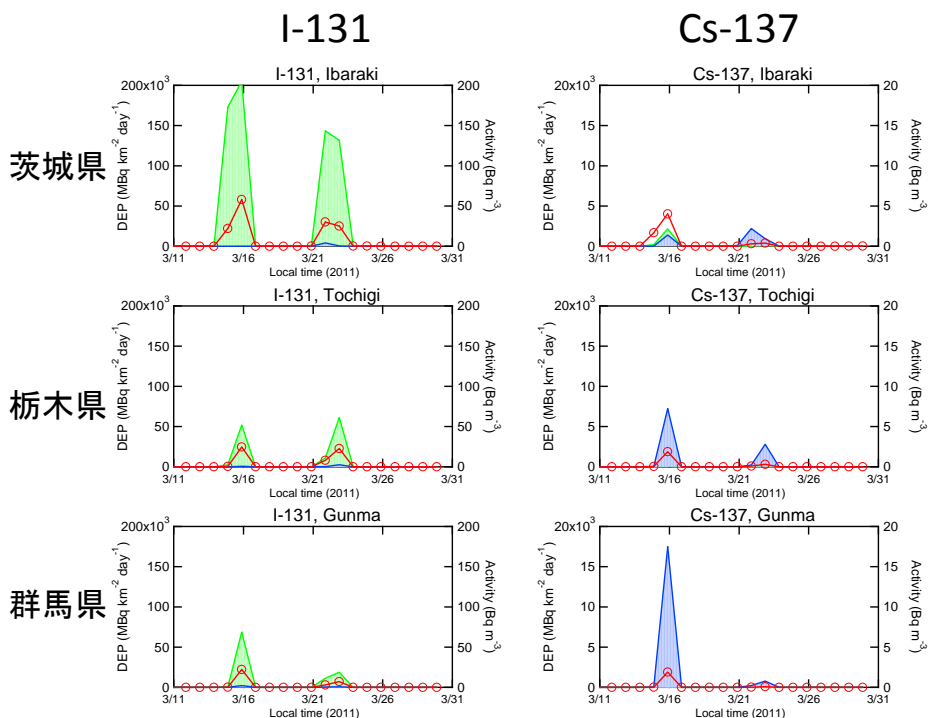 I-131
Cs-137
茨城県
I-131, Ibaraki
200x10³
150
100
50
0
200
150
100
50
0
DEP (MBq km⁻² day⁻¹)
Activity (Bq m⁻³)
3/11
3/16
3/21
3/26
3/31
Local time (2011)
Cs-137, Ibaraki
200x10³
15
10
5
0
20
15
10
5
0
DEP (MBq km⁻² day⁻¹)
Activity (Bq m⁻³)
3/11
3/16
3/21
3/26
3/31
Local time (2011)
栃木県
I-131, Tochigi
200x10³
150
100
50
0
200
150
100
50
0
DEP (MBq km⁻² day⁻¹)
Activity (Bq m⁻³)
3/11
3/16
3/21
3/26
3/31
Local time (2011)
Cs-137, Tochigi
20x10³
15
10
5
0
20
15
10
5
0
DEP (MBq km⁻² day⁻¹)
Activity (Bq m⁻³)
3/11
3/16
3/21
3/26
3/31
Local time (2011)
群馬県
I-131, Gunma
200x10³
150
100
50
0
200
150
100
50
0
DEP (MBq km⁻² day⁻¹)
Activity (Bq m⁻³)
3/11
3/16
3/21
3/26
3/31
Local time (2011)
Cs-137, Gunma
20x10³
15
10
5
0
20
15
10
5
0
DEP (MBq km⁻² day⁻¹)
Activity (Bq m⁻³)
3/11
3/16
3/21
3/26
3/31
Local time (2011)